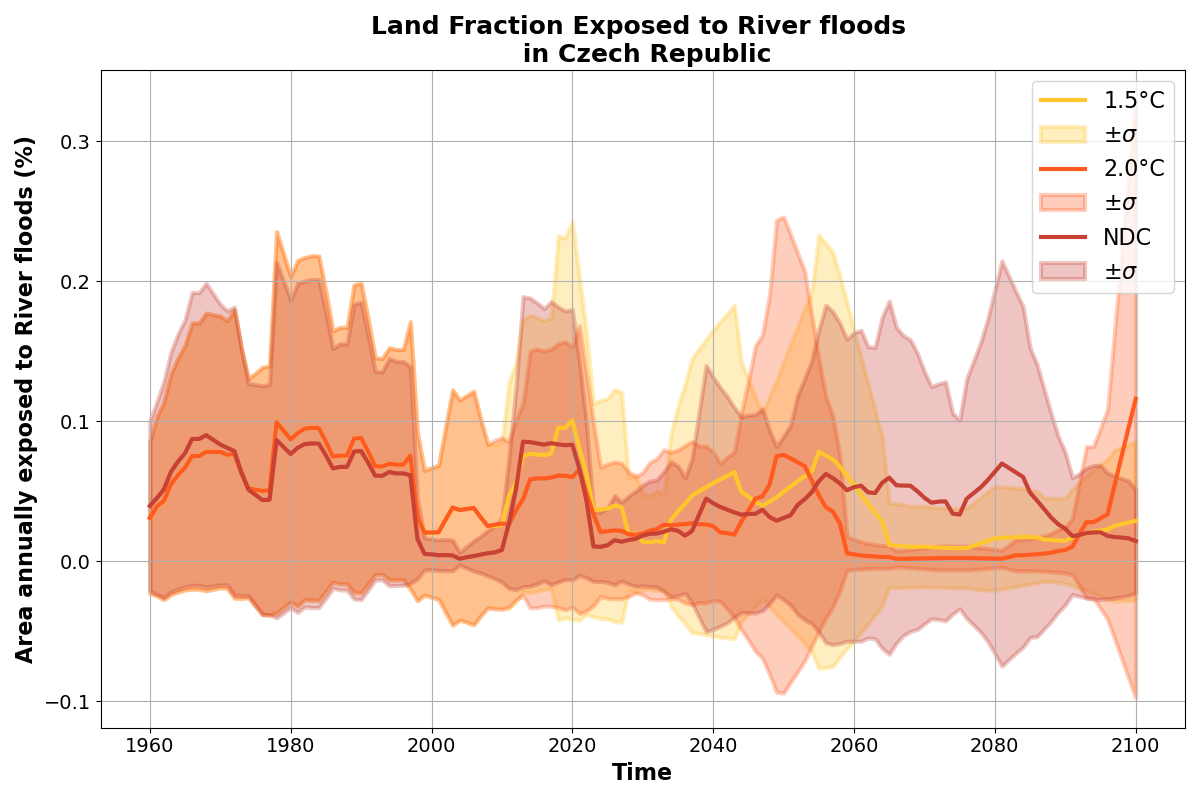 Land Fraction Exposed to River floods
in Czech Republic
Area annually exposed to River floods (%)
0.3
0.2
0.1
0.0
−0.1
1960
1980
2000
2020
2040
2060
2080
2100
Time
1.5°C
±σ
2.0°C
±σ
NDC
±σ